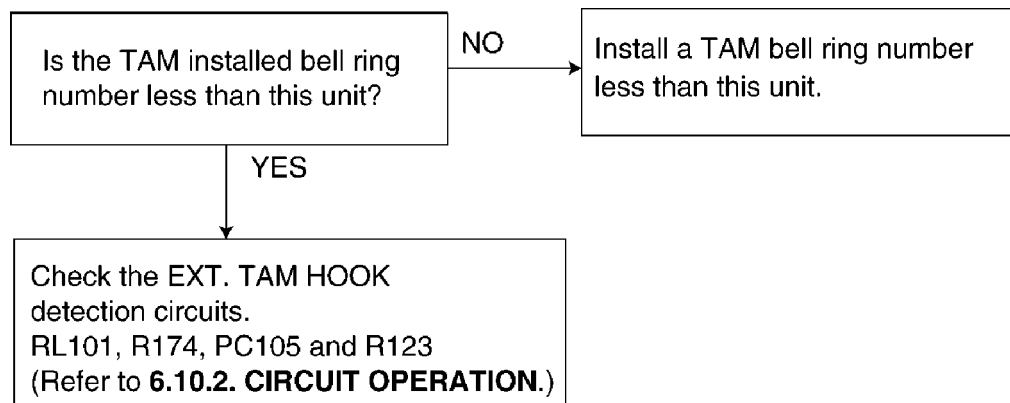 Is the TAM installed bell ring
number less than this unit?
NO
Install a TAM bell ring number
less than this unit.
YES
Check the EXT. TAM HOOK
detection circuits.
RL101, R174, PC105 and R123
(Refer to 6.10.2. CIRCUIT OPERATION.)